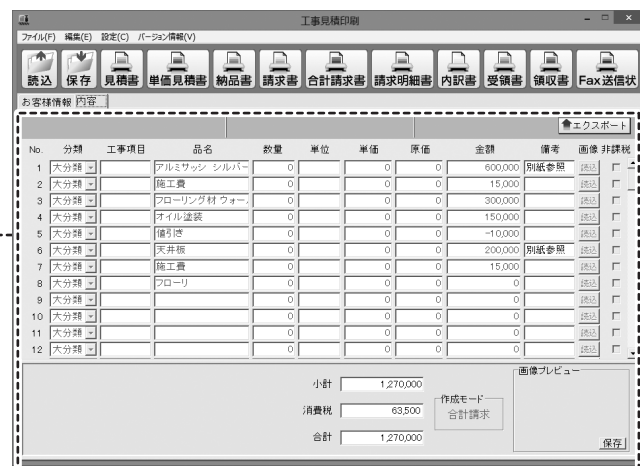 工事見積印刷
ファイル(F) 編集(E) 設定(C) バージョン情報(V)
読込 保存 見積書 単価見積書 納品書 請求書 合計請求書 請求明細書 内訳書 受領書 領収書 Fax送信状
お客様情報 内容
エクスポート
No. 分類 工事項目 品名 数量 単位 単価 原価 金額 備考 画像 非課税
1 大分類 アルミサッシ シルバー 0 0 0 600,000 別紙参照 読込
2 大分類 施工費 0 0 0 15,000 読込
3 大分類 フローリング材 ウォー 0 0 0 300,000 読込
4 大分類 オイル塗装 0 0 0 150,000 読込
5 大分類 値引き 0 0 0 -10,000 読込
6 大分類 天井板 0 0 0 200,000 別紙参照 読込
7 大分類 施工費 0 0 0 15,000 読込
8 大分類 フローリ 0 0 0 0 読込
9 大分類 0 0 0 0 読込
10 大分類 0 0 0 0 読込
11 大分類 0 0 0 0 読込
12 大分類 0 0 0 0 読込
小計 1,270,000
消費税 63,500
合計 1,270,000
作成モード
合計請求
画像プレビュー
保存